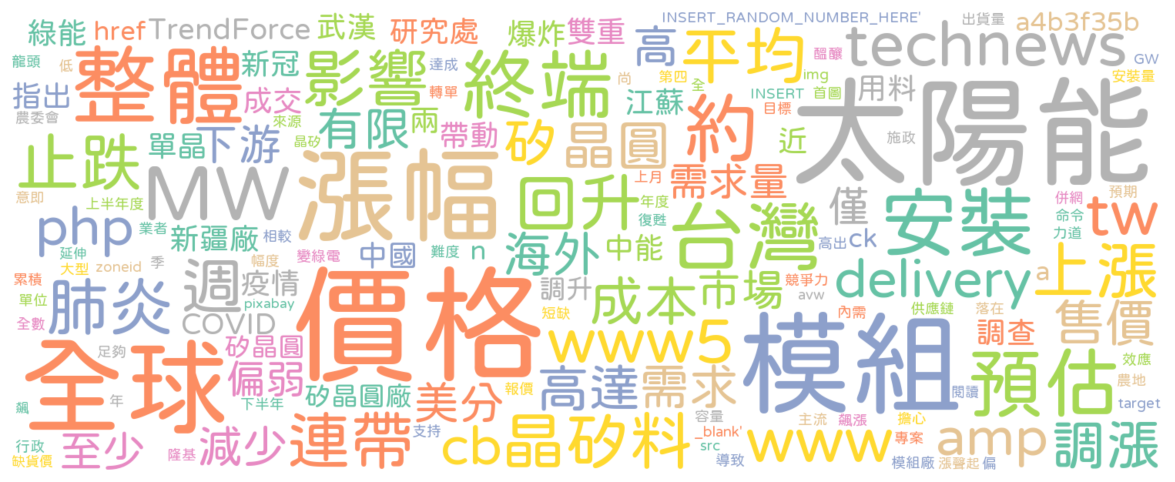 INSERT_RANDOM_NUMBER_HERE'
出貨量
a4b3f35b
綠能
href
TrendForce
武漢
研究處
爆炸
雙重
高
平均
technews
GW
龍頭
低
整體
新冠
影響
達成
終端
尚
第四
全
醞釀
img
安裝量
指出
成交
轉單
江蘇
INSERT
首圖
用料
太陽能
農委會
來源
有限
兩
帶動
矽
晶圓
約
目標
近
施政
單晶
下游
晶矽
止跌
漲幅
上月
需求量
意即
上半年度
MW
回升
年度
復甦
台灣
僅
安裝
併網
預期
命令
力道
tw
php
業者
新疆廠
相較
中國
難度
n
海外
中能
高出
ck
延伸
大型
zoneid
季
幅度
變綠電
週
疫情
價格
調升
成本
市場
競爭力
avw
delivery
a
上漲
累積
單位
全數
肺炎
pixabay
COVID
短缺
內需
供應鏈
落在
售價
全球
足夠
矽晶圓
偏弱
矽晶圓廠
美分
報價
www5
高達
需求
模組
調查
預估
效應
農地
閱讀
target
年
飆
下半年
支持
容量
主流
飆漲
擔心
行政
缺貨價
至少
隆基
減少
連帶
cb
晶矽料
_blank'
src
導致
www
專案
模組廠
amp
漲聲起
偏
調漲